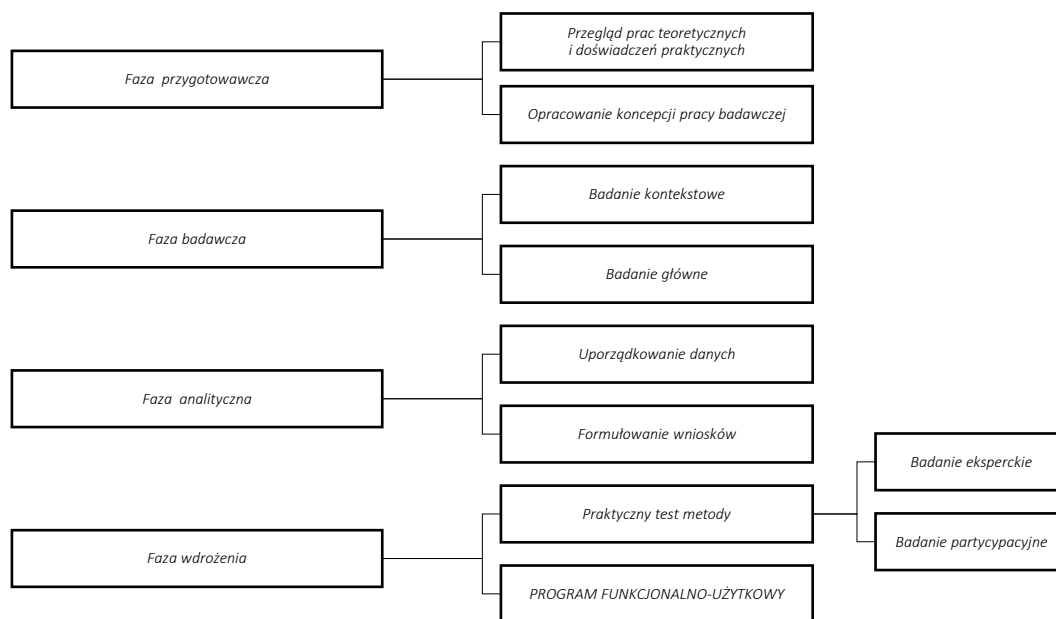 Faza przygotowawcza
Przegląd prac teoretycznych
i doświadczeń praktycznych
Opracowanie koncepcji pracy badawczej
Faza badawcza
Badanie kontekstowe
Badanie główne
Faza analityczna
Uporządkowanie danych
Formułowanie wniosków
Faza wdrożenia
Praktyczny test metody
Badanie eksperckie
Badanie partycypacyjne
PROGRAM FUNKCJONALNO-UŻYTKOWY